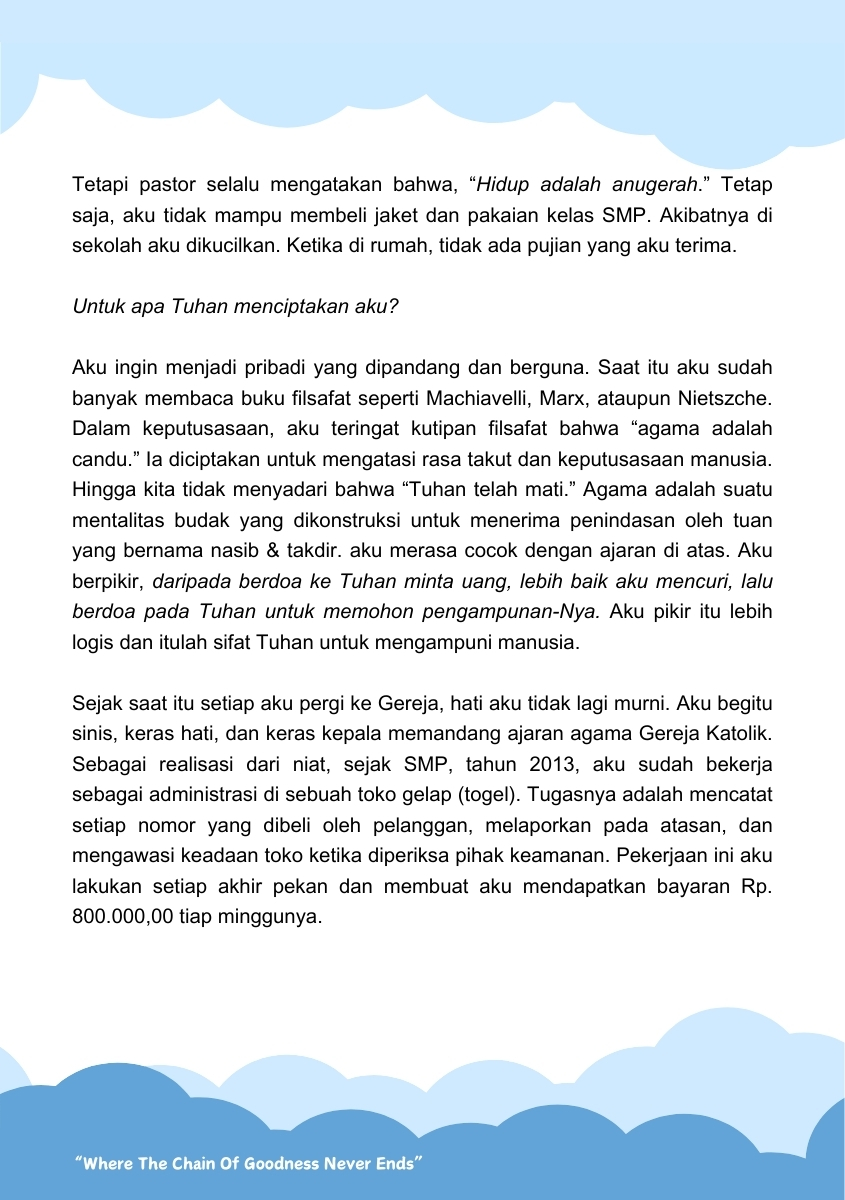 Tetapi pastor selalu mengatakan bahwa, “Hidup adalah anugerah.” Tetap
saja, aku tidak mampu membeli jaket dan pakaian kelas SMP. Akibatnya di
sekolah aku dikucilkan. Ketika di rumah, tidak ada pujian yang aku terima.
Untuk apa Tuhan menciptakan aku?
Aku ingin menjadi pribadi yang dipandang dan berguna. Saat itu aku sudah
banyak membaca buku filsafat seperti Machiavelli, Marx, ataupun Nietszche.
Dalam keputusasaan, aku teringat kutipan filsafat bahwa “agama adalah
candu.” Ia diciptakan untuk mengatasi rasa takut dan keputusasaan manusia.
Hingga kita tidak menyadari bahwa “Tuhan telah mati.” Agama adalah suatu
mentalitas budak yang dikonstruksi untuk menerima penindasan oleh tuan
yang bernama nasib & takdir. aku merasa cocok dengan ajaran di atas. Aku
berpikir, daripada berdoa ke Tuhan minta uang, lebih baik aku mencuri, lalu
berdoa pada Tuhan untuk memohon pengampunan-Nya. Aku pikir itu lebih
logis dan itulah sifat Tuhan untuk mengampuni manusia.
Sejak saat itu setiap aku pergi ke Gereja, hati aku tidak lagi murni. Aku begitu
sinis, keras hati, dan keras kepala memandang ajaran agama Gereja Katolik.
Sebagai realisasi dari niat, sejak SMP, tahun 2013, aku sudah bekerja
sebagai administrasi di sebuah toko gelap (togel). Tugasnya adalah mencatat
setiap nomor yang dibeli oleh pelanggan, melaporkan pada atasan, dan
mengawasi keadaan toko ketika diperiksa pihak keamanan. Pekerjaan ini aku
lakukan setiap akhir pekan dan membuat aku mendapatkan bayaran Rp.
800.000,00 tiap minggunya.
“Where The Chain Of Goodness Never Ends”